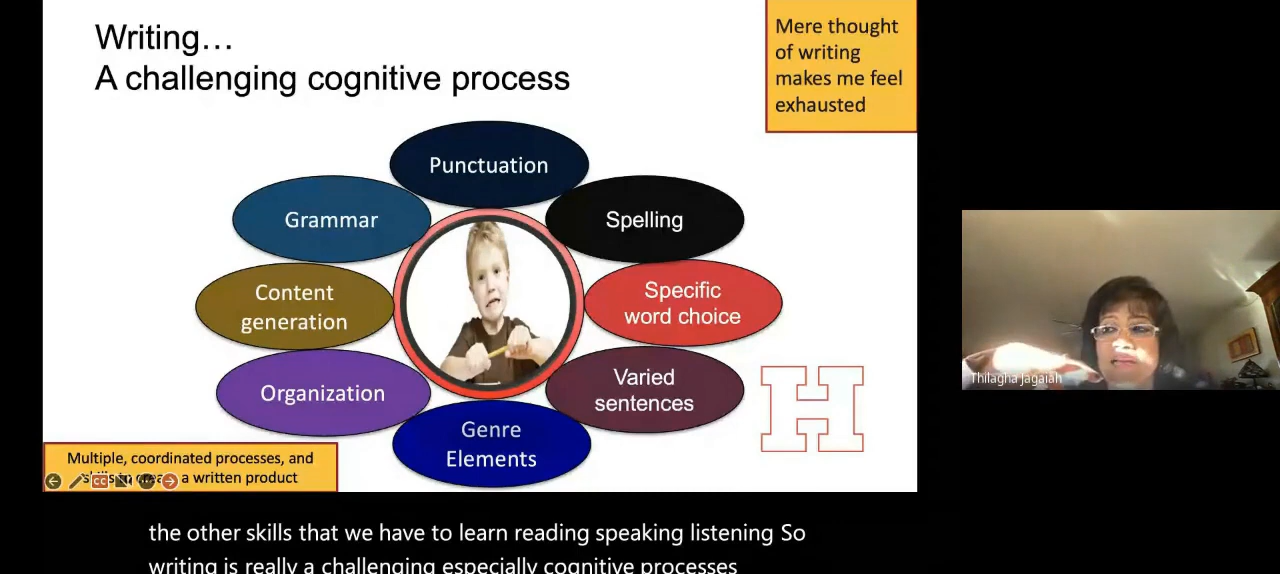 Writing…
A challenging cognitive process
Mere thought
of writing
makes me feel
exhausted
Punctuation
Grammar
Spelling
Content
generation
Specific
word choice
Organization
Varied
sentences
Genre
Elements
H
Multiple, coordinated processes, and
a written product
CC
Thilagha Jagaiah
the other skills that we have to learn reading speaking listening So
writing is really a challenging especially cognitive processes